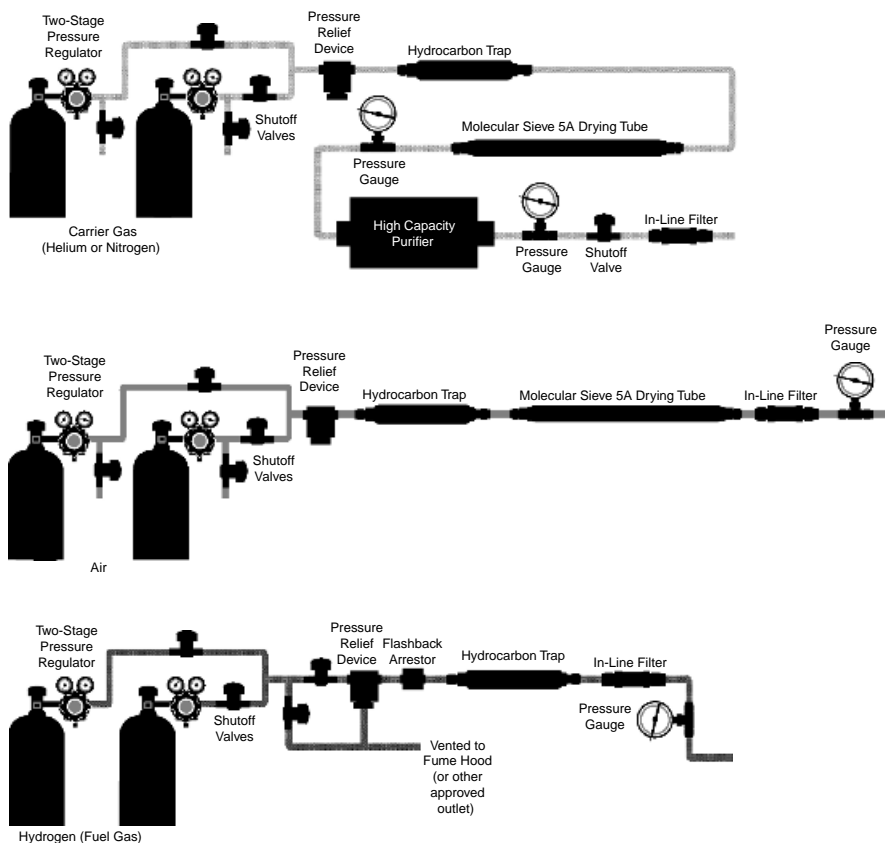 Two-Stage
Pressure
Regulator
Pressure
Relief
Device
Hydrocarbon Trap
Shutoff
Valves
Pressure
Gauge
Molecular Sieve 5A Drying Tube
Carrier Gas
(Helium or Nitrogen)
High Capacity
Purifier
Pressure
Gauge
Shutoff
Valve
In-Line Filter
Two-Stage
Pressure
Regulator
Pressure
Relief
Device
Hydrocarbon Trap
Molecular Sieve 5A Drying Tube
In-Line Filter
Pressure
Gauge
Shutoff
Valves
Air
Two-Stage
Pressure
Regulator
Pressure
Relief
Device
Flashback
Arrestor
Hydrocarbon Trap
In-Line Filter
Shutoff
Valves
Pressure
Gauge
Vented to
Fume Hood
(or other
approved
outlet)
Hydrogen (Fuel Gas)